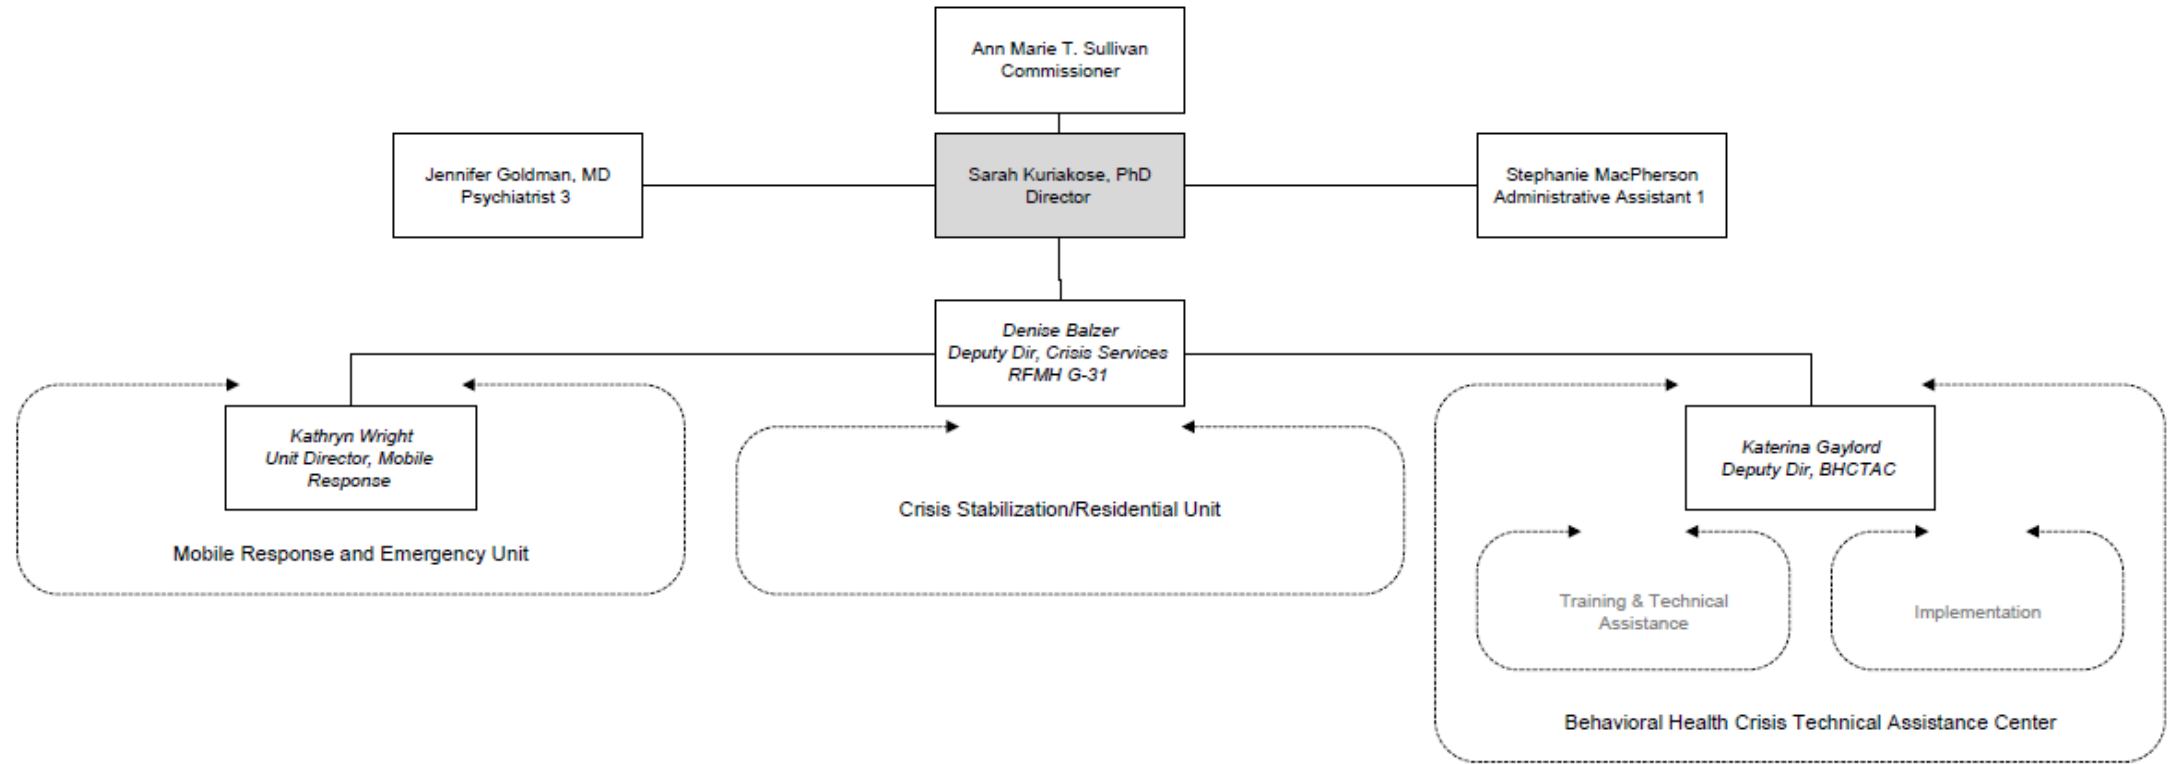 Ann Marie T. Sullivan
Commissioner
Jennifer Goldman, MD
Psychiatrist 3
Sarah Kuriakose, PhD
Director
Stephanie MacPherson
Administrative Assistant 1
Denise Balzer
Deputy Dir, Crisis Services
RFMH G-31
Kathryn Wright
Unit Director, Mobile
Response
Mobile Response and Emergency Unit
Crisis Stabilization/Residential Unit
Katerina Gaylord
Deputy Dir, BHCTAC
Training & Technical
Assistance
Implementation
Behavioral Health Crisis Technical Assistance Center